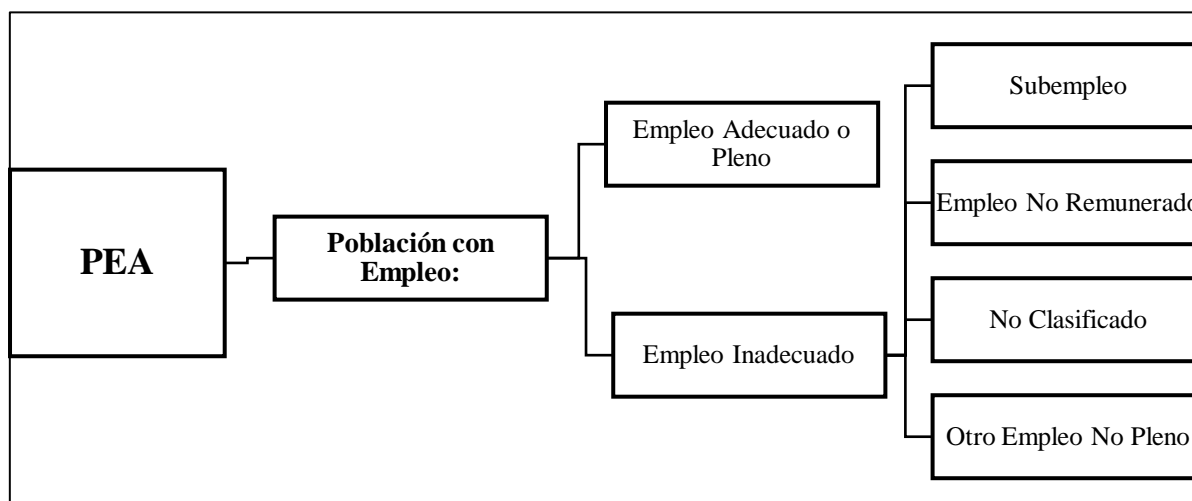 PEA
Población con
Empleo:
Empleo Adecuado o
Pleno
Empleo Inadecuado
Subempleo
Empleo No Remunerado
No Clasificado
Otro Empleo No Pleno